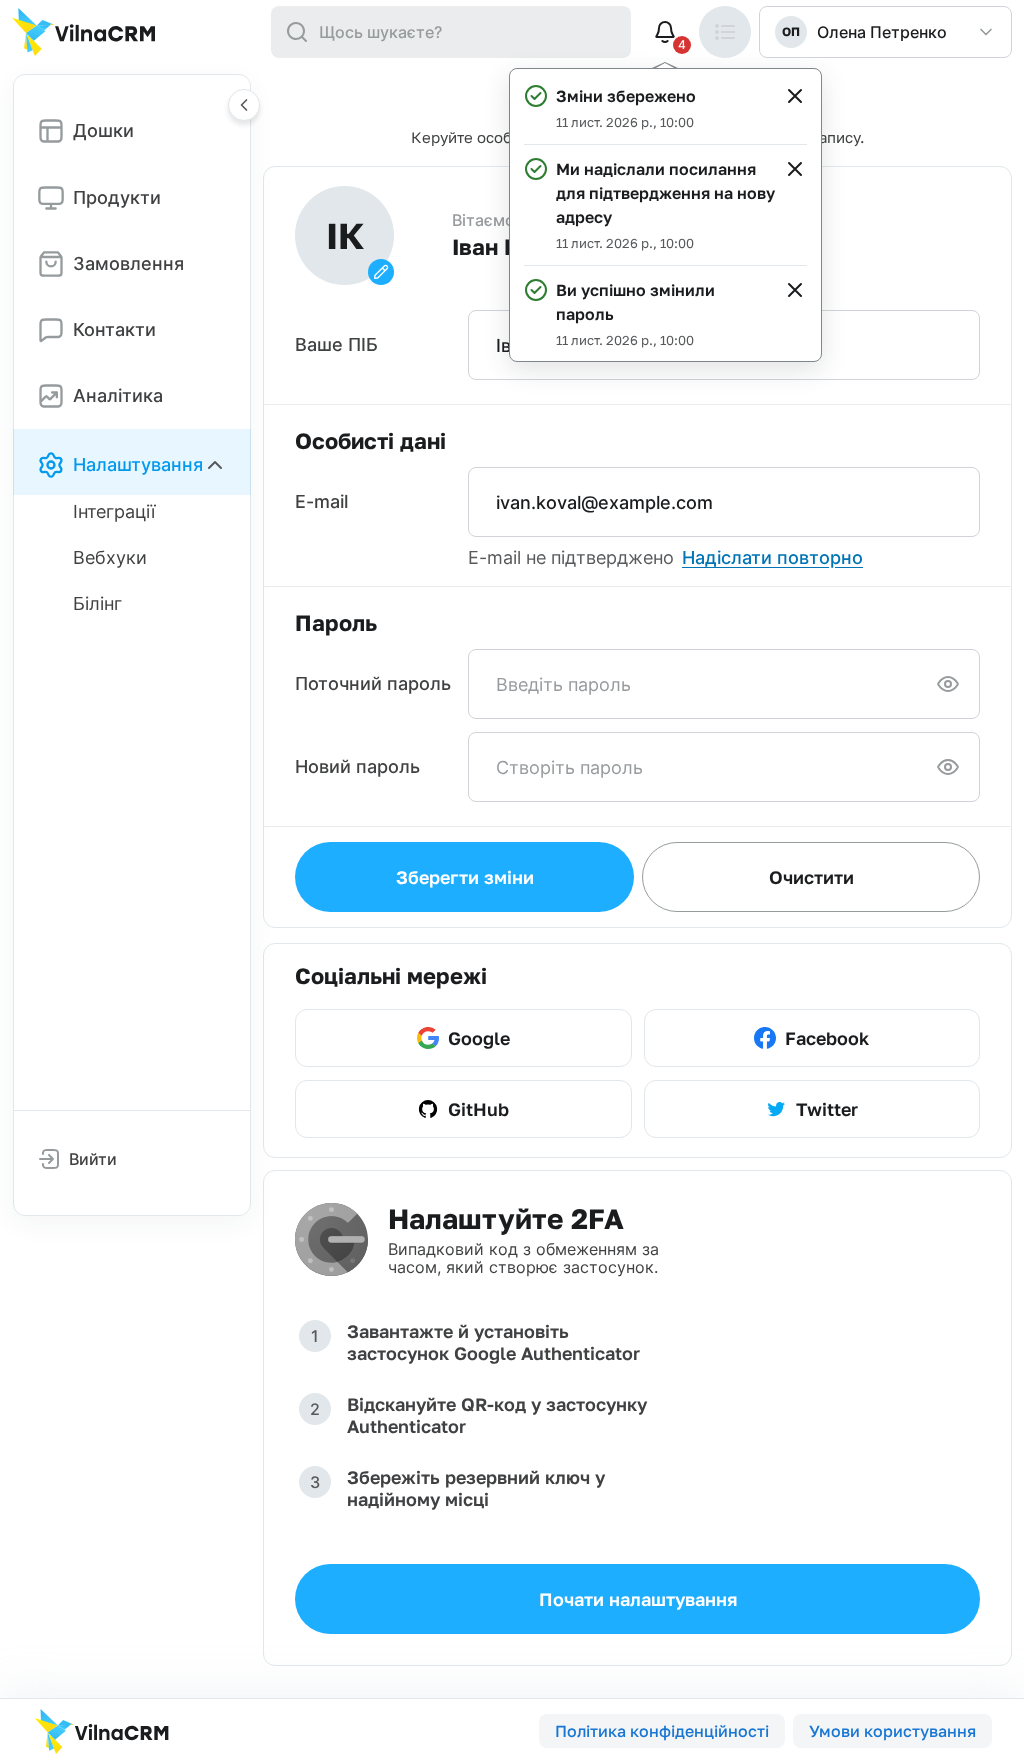 VilnaCRM
Щось шукаєте?
4
ОП
Олена Петренко
Зміни збережено
11 лист. 2026 р., 10:00
Ми надіслали посилання
для підтвердження на нову
адресу
11 лист. 2026 р., 10:00
Ви успішно змінили
пароль
11 лист. 2026 р., 10:00
Дошки
Продукти
Замовлення
Контакти
Аналітика
Налаштування
Інтеграції
Вебхуки
Білінг
Вийти
Керуйте
ІК
Іван
Ваше ПІБ
Особисті дані
E-mail
ivan.koval@example.com
E-mail не підтверджено Надіслати повторно
Пароль
Поточний пароль
Введіть пароль
Новий пароль
Створіть пароль
Зберегти зміни
Очистити
Соціальні мережі
Google
Facebook
GitHub
Twitter
Налаштуйте 2FA
Випадковий код з обмеженням за
часом, який створює застосунок.
1
Завантажте й установіть
застосунок Google Authenticator
2
Відскануйте QR-код у застосунку
Authenticator
3
Збережіть резервний ключ у
надійному місці
Почати налаштування
VilnaCRM
Політика конфіденційності
Умови користування